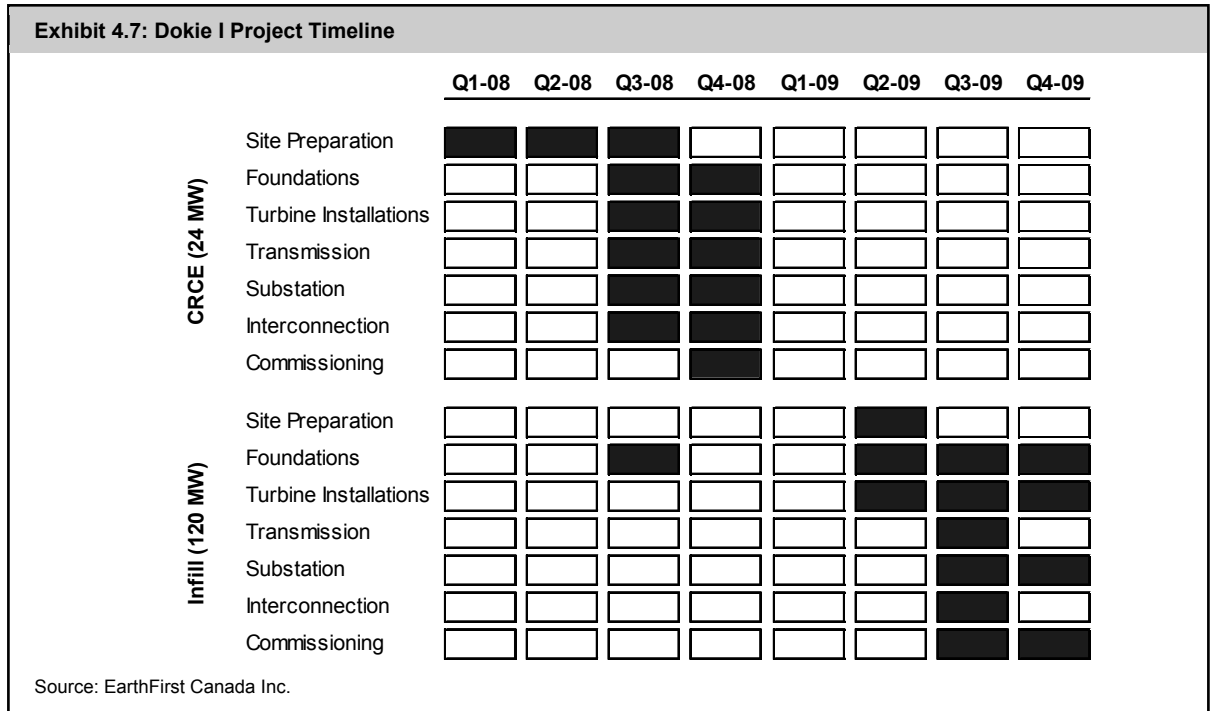 Exhibit 4.7: Dokie I Project Timeline
Q1-08 Q2-08 Q3-08 Q4-08 Q1-09 Q2-09 Q3-09 Q4-09
CRCE (24 MW)
Site Preparation
Foundations
Turbine Installations
Transmission
Substation
Interconnection
Commissioning
Infill (120 MW)
Site Preparation
Foundations
Turbine Installations
Transmission
Substation
Interconnection
Commissioning
Source: EarthFirst Canada Inc.